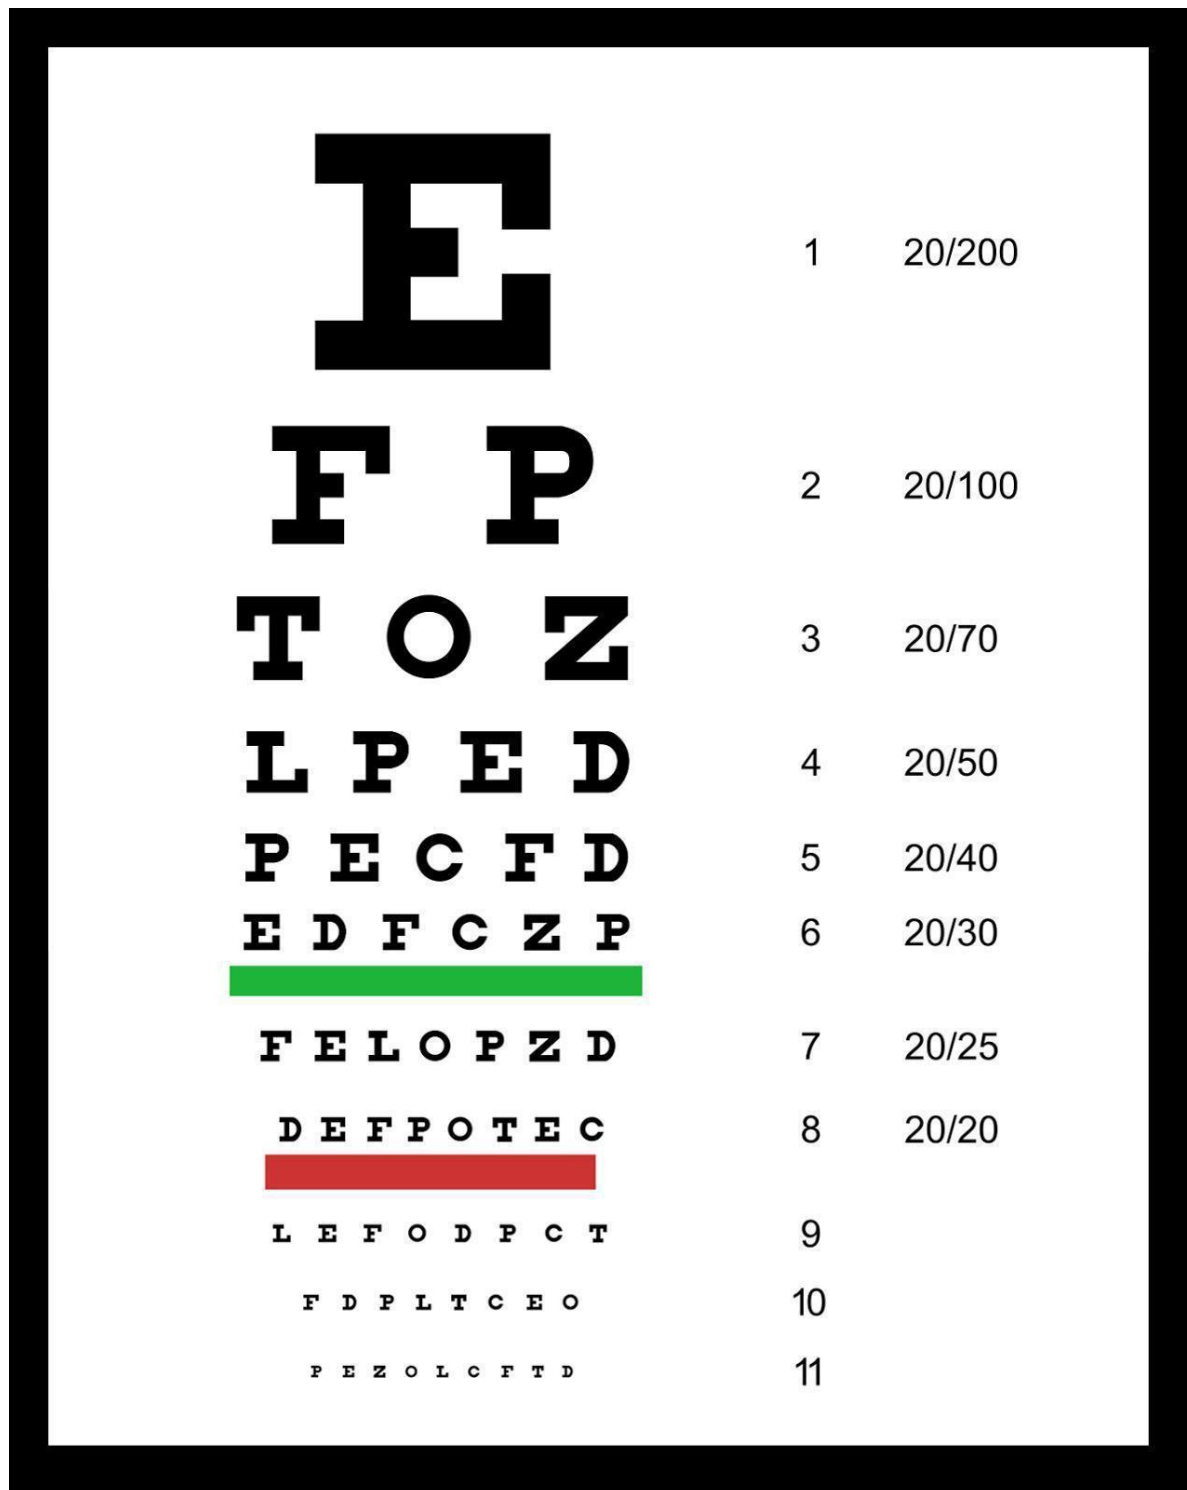 E 1 20/200
F P 2 20/100
T O Z 3 20/70
L P E D 4 20/50
P E C F D 5 20/40
E D F C Z P 6 20/30
F E L O P Z D 7 20/25
D E F P O T E C 8 20/20
L E F O D P C T 9
F D P L T C E O 10
P E Z O L C F T D 11